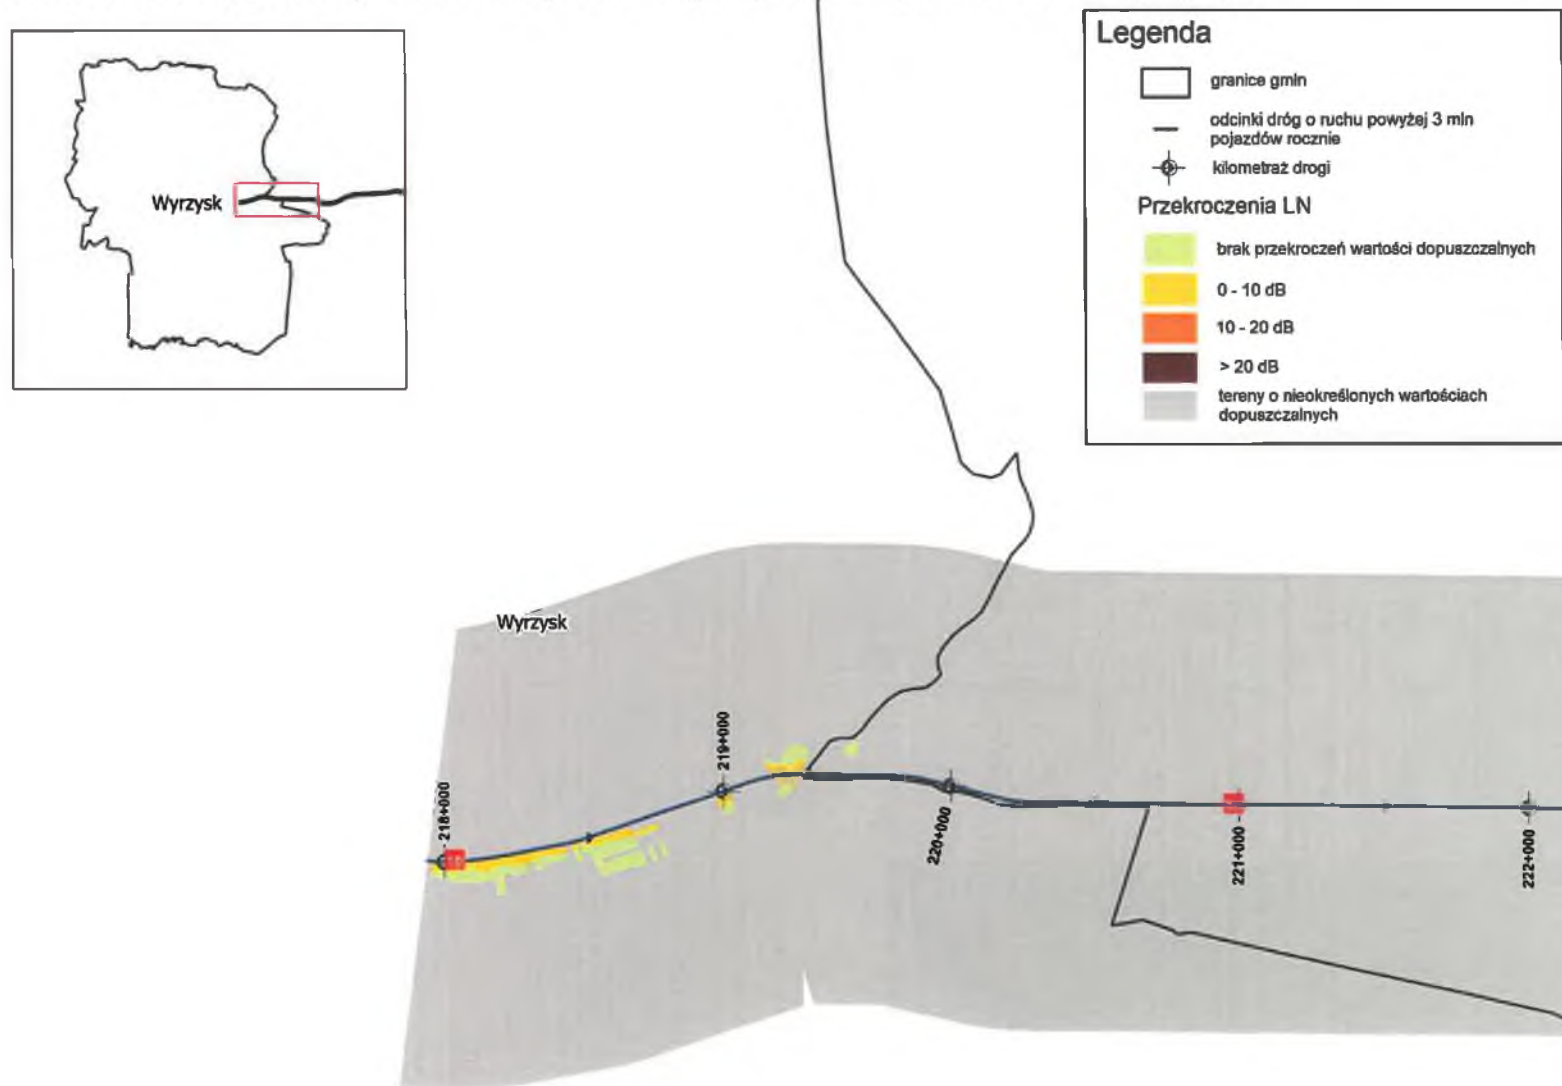 Wyrzysk
Legenda
granice gmin
odcinki dróg o ruchu powyżej 3 mln
pojazdów rocznie
kilometraż drogi
Przekroczenia LN
brak przekroczeń wartości dopuszczalnych
0 - 10 dB
10 - 20 dB
> 20 dB
tereny o nieokreślonych wartościach
dopuszczalnych
Wyrzysk
218+000
219+000
220+000
221+000
222+000